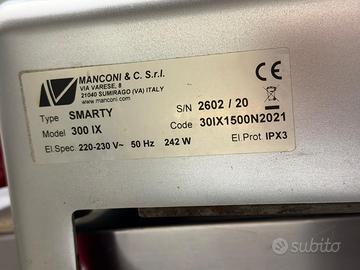 MANCONI & C. S.r.l.
VIA VARESE, 8
21040 SUMIRAGO (VA) ITALY
www.manconi.com
CE
Type SMARTY
S/N 2602 / 20
Model 300 IX
Code 30IX1500N2021
El.Spec. 220-230 V~ 50 Hz 242 W
El.Prot. IPX3
subito